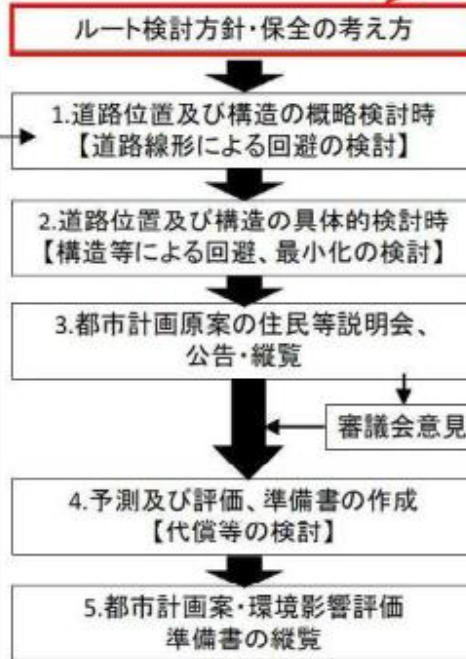 ルート検討方針・保全の考え方
1.道路位置及び構造の概略検討時
【道路線形による回避の検討】
2.道路位置及び構造の具体的検討時
【構造等による回避、最小化の検討】
3.都市計画原案の住民等説明会、
公告・縦覧
審議会意見
4.予測及び評価、準備書の作成
【代償等の検討】
5.都市計画案・環境影響評価
準備書の縦覧